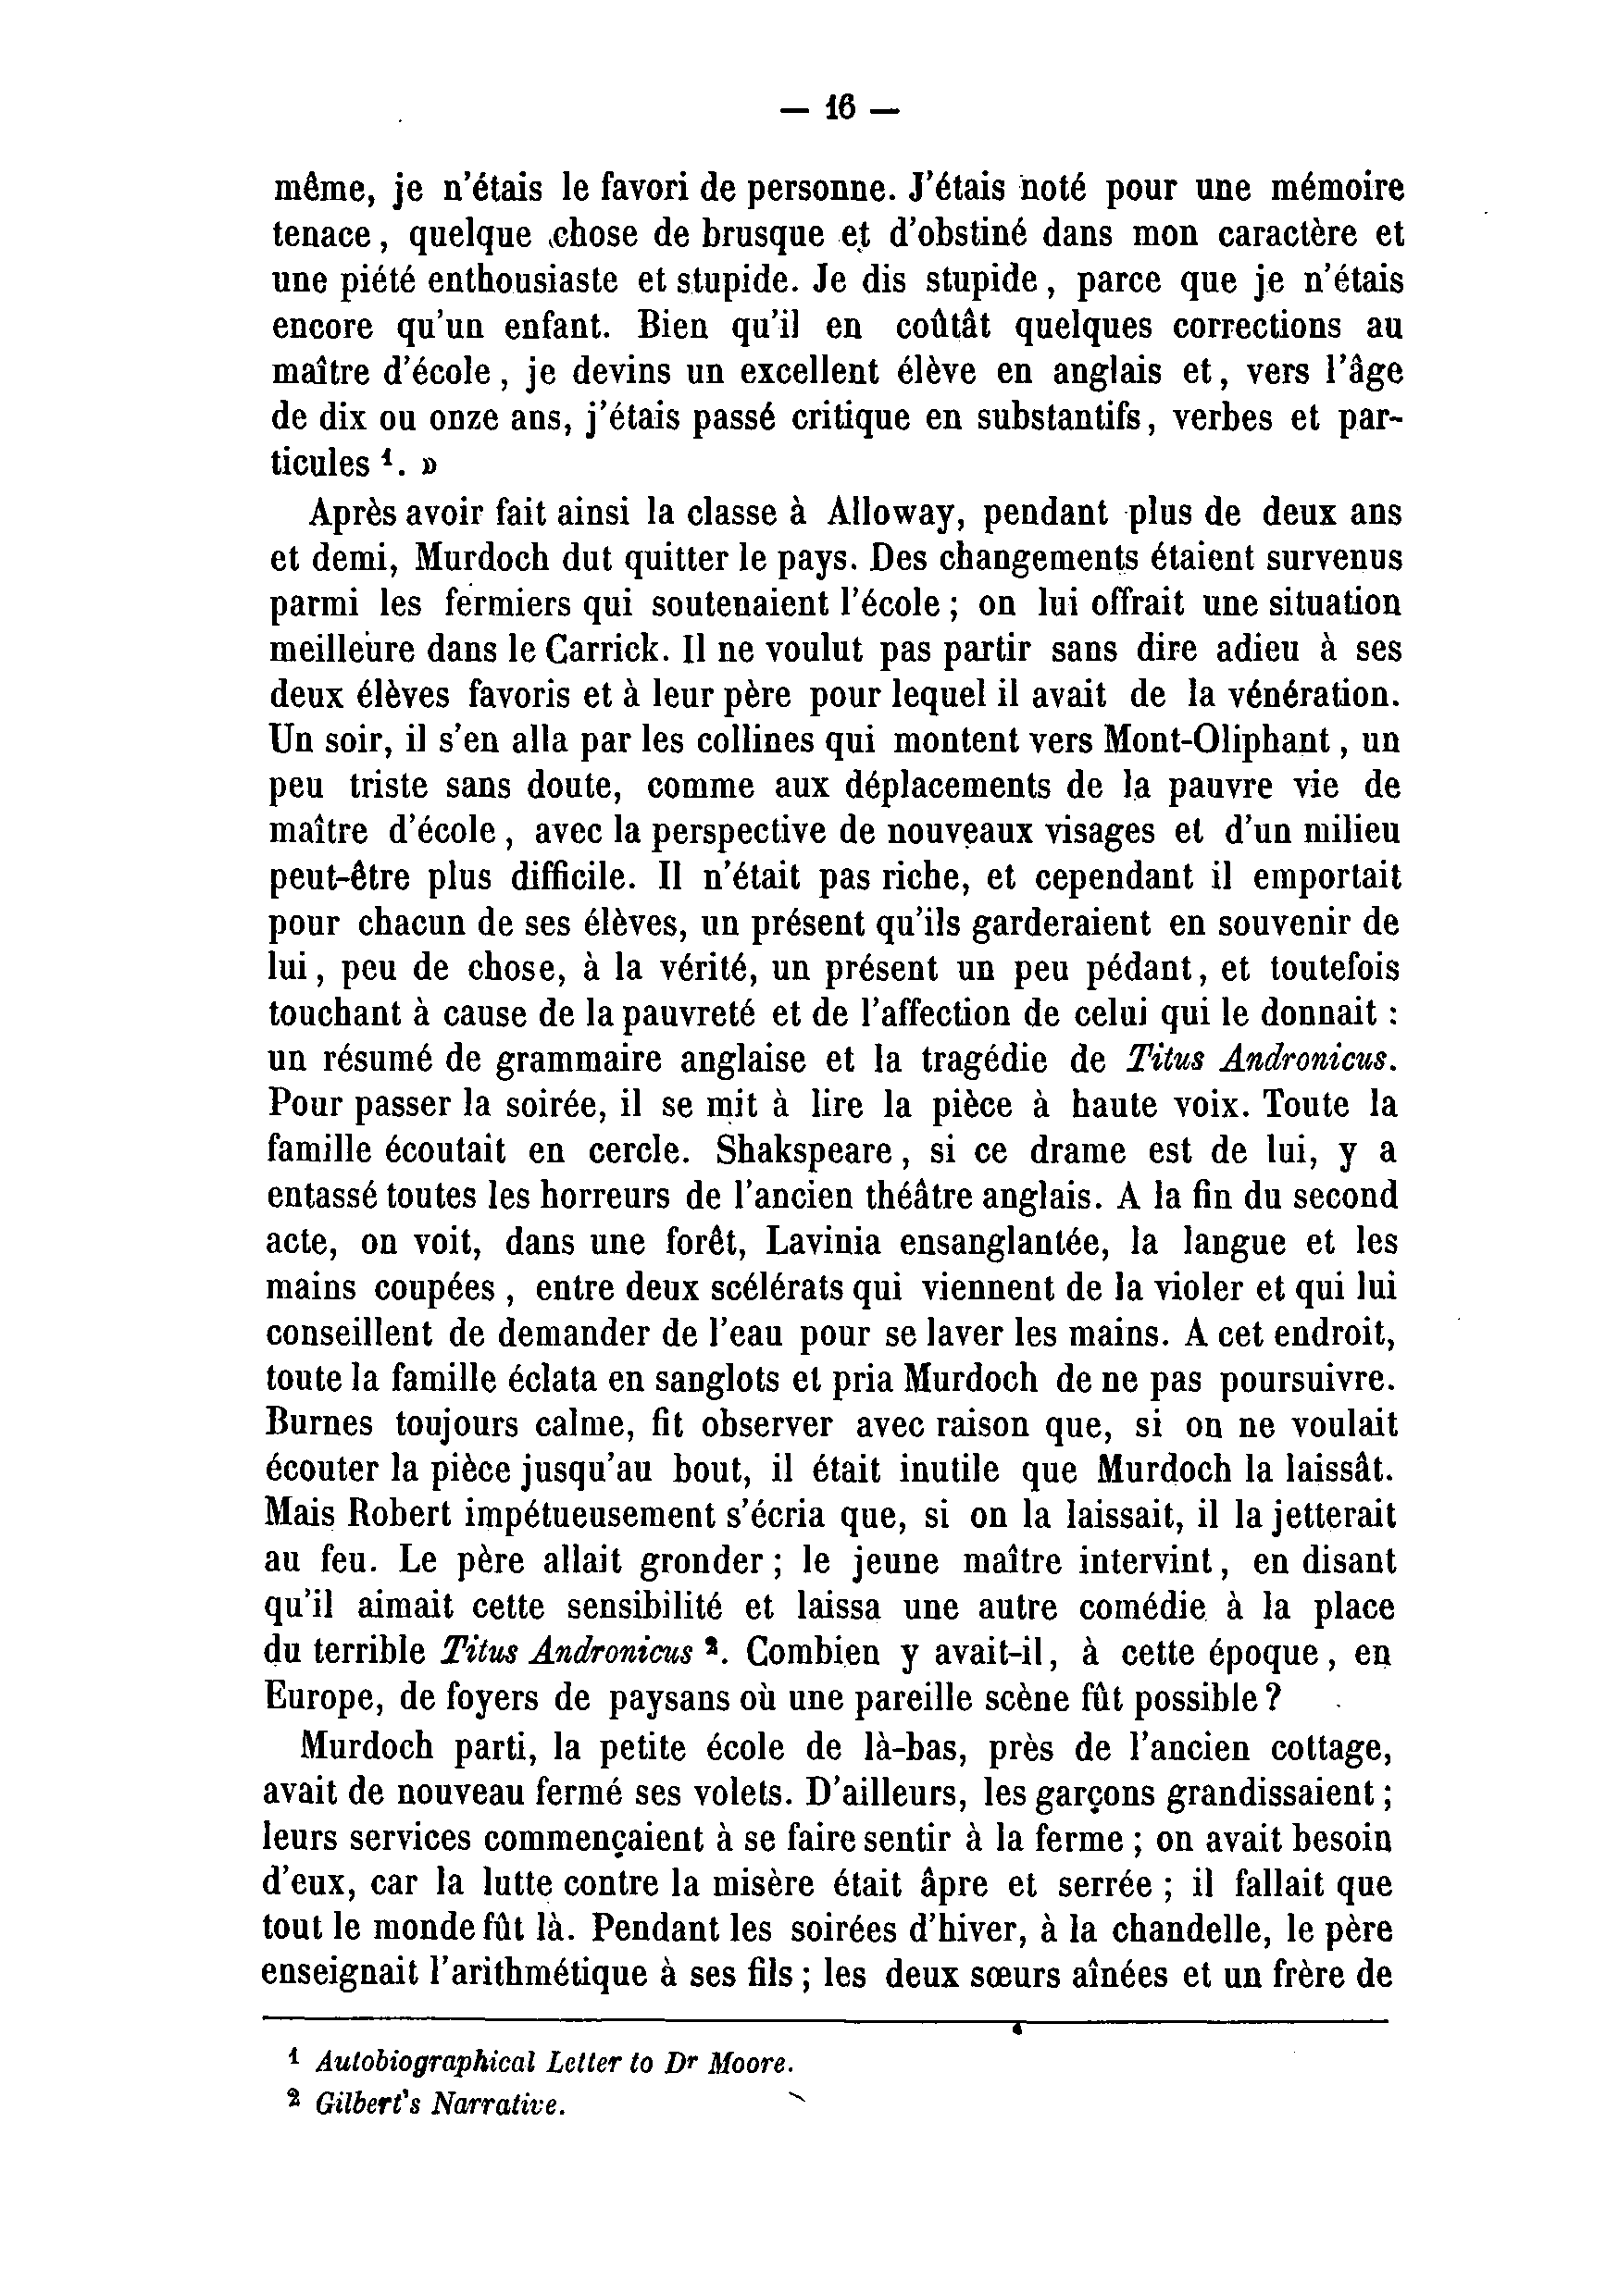 — 16 —
même, je n'étais le favori de personne. J'étais noté pour une mémoire
tenace, quelque chose de brusque et d'obstiné dans mon caractère et
une piété enthousiaste et stupide. Je dis stupide, parce que je n'étais
encore qu'un enfant. Bien qu'il en coûtât quelques corrections au
maître d'école, je devins un excellent élève en anglais et, vers l'âge
de dix ou onze ans, j'étais passé critique en substantifs, verbes et par-
ticules ¹. »
Après avoir fait ainsi la classe à Alloway, pendant plus de deux ans
et demi, Murdoch dut quitter le pays. Des changements étaient survenus
parmi les fermiers qui soutenaient l'école ; on lui offrait une situation
meilleure dans le Carrick. Il ne voulut pas partir sans dire adieu à ses
deux élèves favoris et à leur père pour lequel il avait de la vénération.
Un soir, il s'en alla par les collines qui montent vers Mont-Oliphant, un
peu triste sans doute, comme aux déplacements de la pauvre vie de
maître d'école, avec la perspective de nouveaux visages et d'un milieu
peut-être plus difficile. Il n'était pas riche, et cependant il emportait
pour chacun de ses élèves, un présent qu'ils garderaient en souvenir de
lui, peu de chose, à la vérité, un présent un peu pédant, et toutefois
touchant à cause de la pauvreté et de l'affection de celui qui le donnait :
un résumé de grammaire anglaise et la tragédie de Titus Andronicus.
Pour passer la soirée, il se mit à lire la pièce à haute voix. Toute la
famille écoutait en cercle. Shakspeare, si ce drame est de lui, y a
entassé toutes les horreurs de l'ancien théâtre anglais. A la fin du second
acte, on voit, dans une forêt, Lavinia ensanglantée, la langue et les
mains coupées, entre deux scélérats qui viennent de la violer et qui lui
conseillent de demander de l'eau pour se laver les mains. A cet endroit,
toute la famille éclata en sanglots et pria Murdoch de ne pas poursuivre.
Burnes toujours calme, fit observer avec raison que, si on ne voulait
écouter la pièce jusqu'au bout, il était inutile que Murdoch la laissât.
Mais Robert impétueusement s'écria que, si on la laissait, il la jetterait
au feu. Le père allait gronder ; le jeune maître intervint, en disant
qu'il aimait cette sensibilité et laissa une autre comédie à la place
du terrible Titus Andronicus ². Combien y avait-il, à cette époque, en
Europe, de foyers de paysans où une pareille scène fût possible ?
Murdoch parti, la petite école de là-bas, près de l'ancien cottage,
avait de nouveau fermé ses volets. D'ailleurs, les garçons grandissaient ;
leurs services commençaient à se faire sentir à la ferme ; on avait besoin
d'eux, car la lutte contre la misère était âpre et serrée ; il fallait que
tout le monde fût là. Pendant les soirées d'hiver, à la chandelle, le père
enseignait l'arithmétique à ses fils ; les deux sœurs aînées et un frère de
¹ Autobiographical Letter to Dr Moore.
² Gilbert's Narrative.